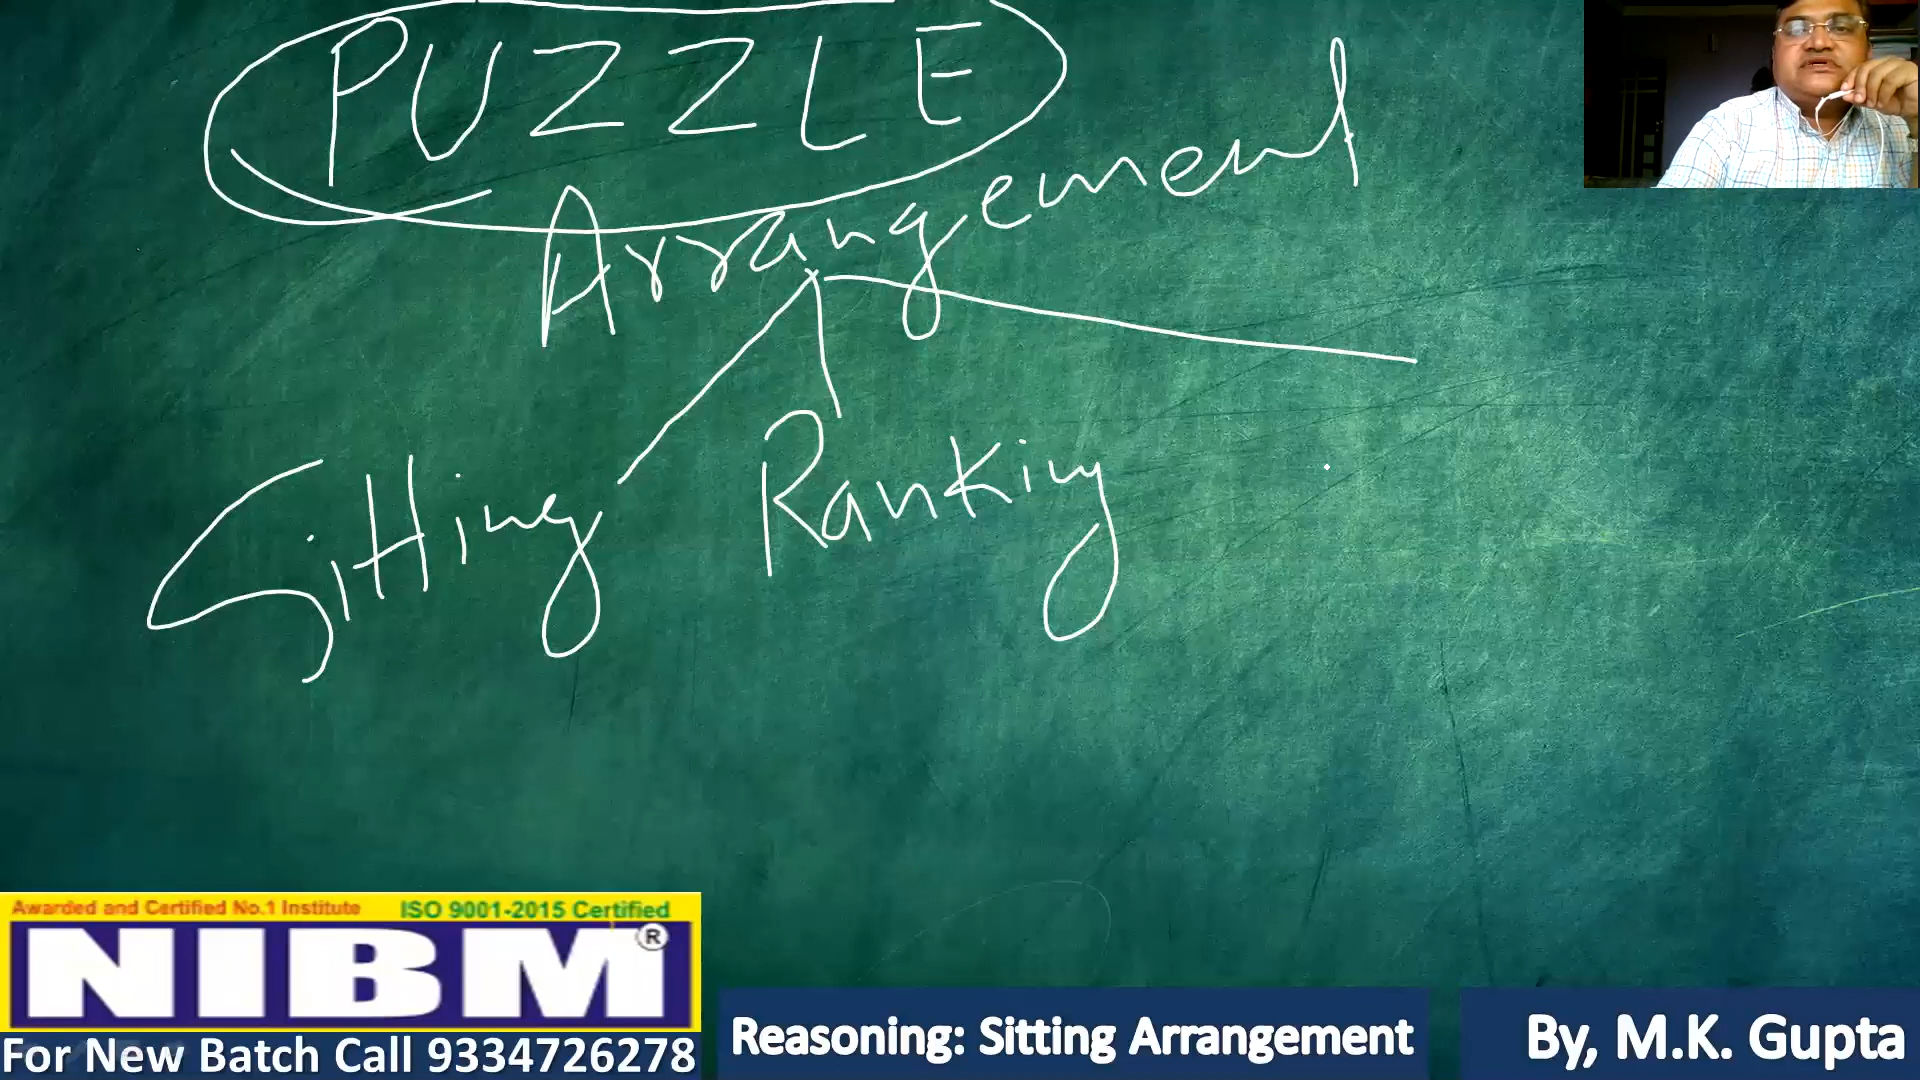 PUZZLE
Arrangement
Sitting Ranking
Awarded and Certified No.1 Institute ISO 9001-2015 Certified
NIBM ®
For New Batch Call 9334726278
Reasoning: Sitting Arrangement
By, M.K. Gupta